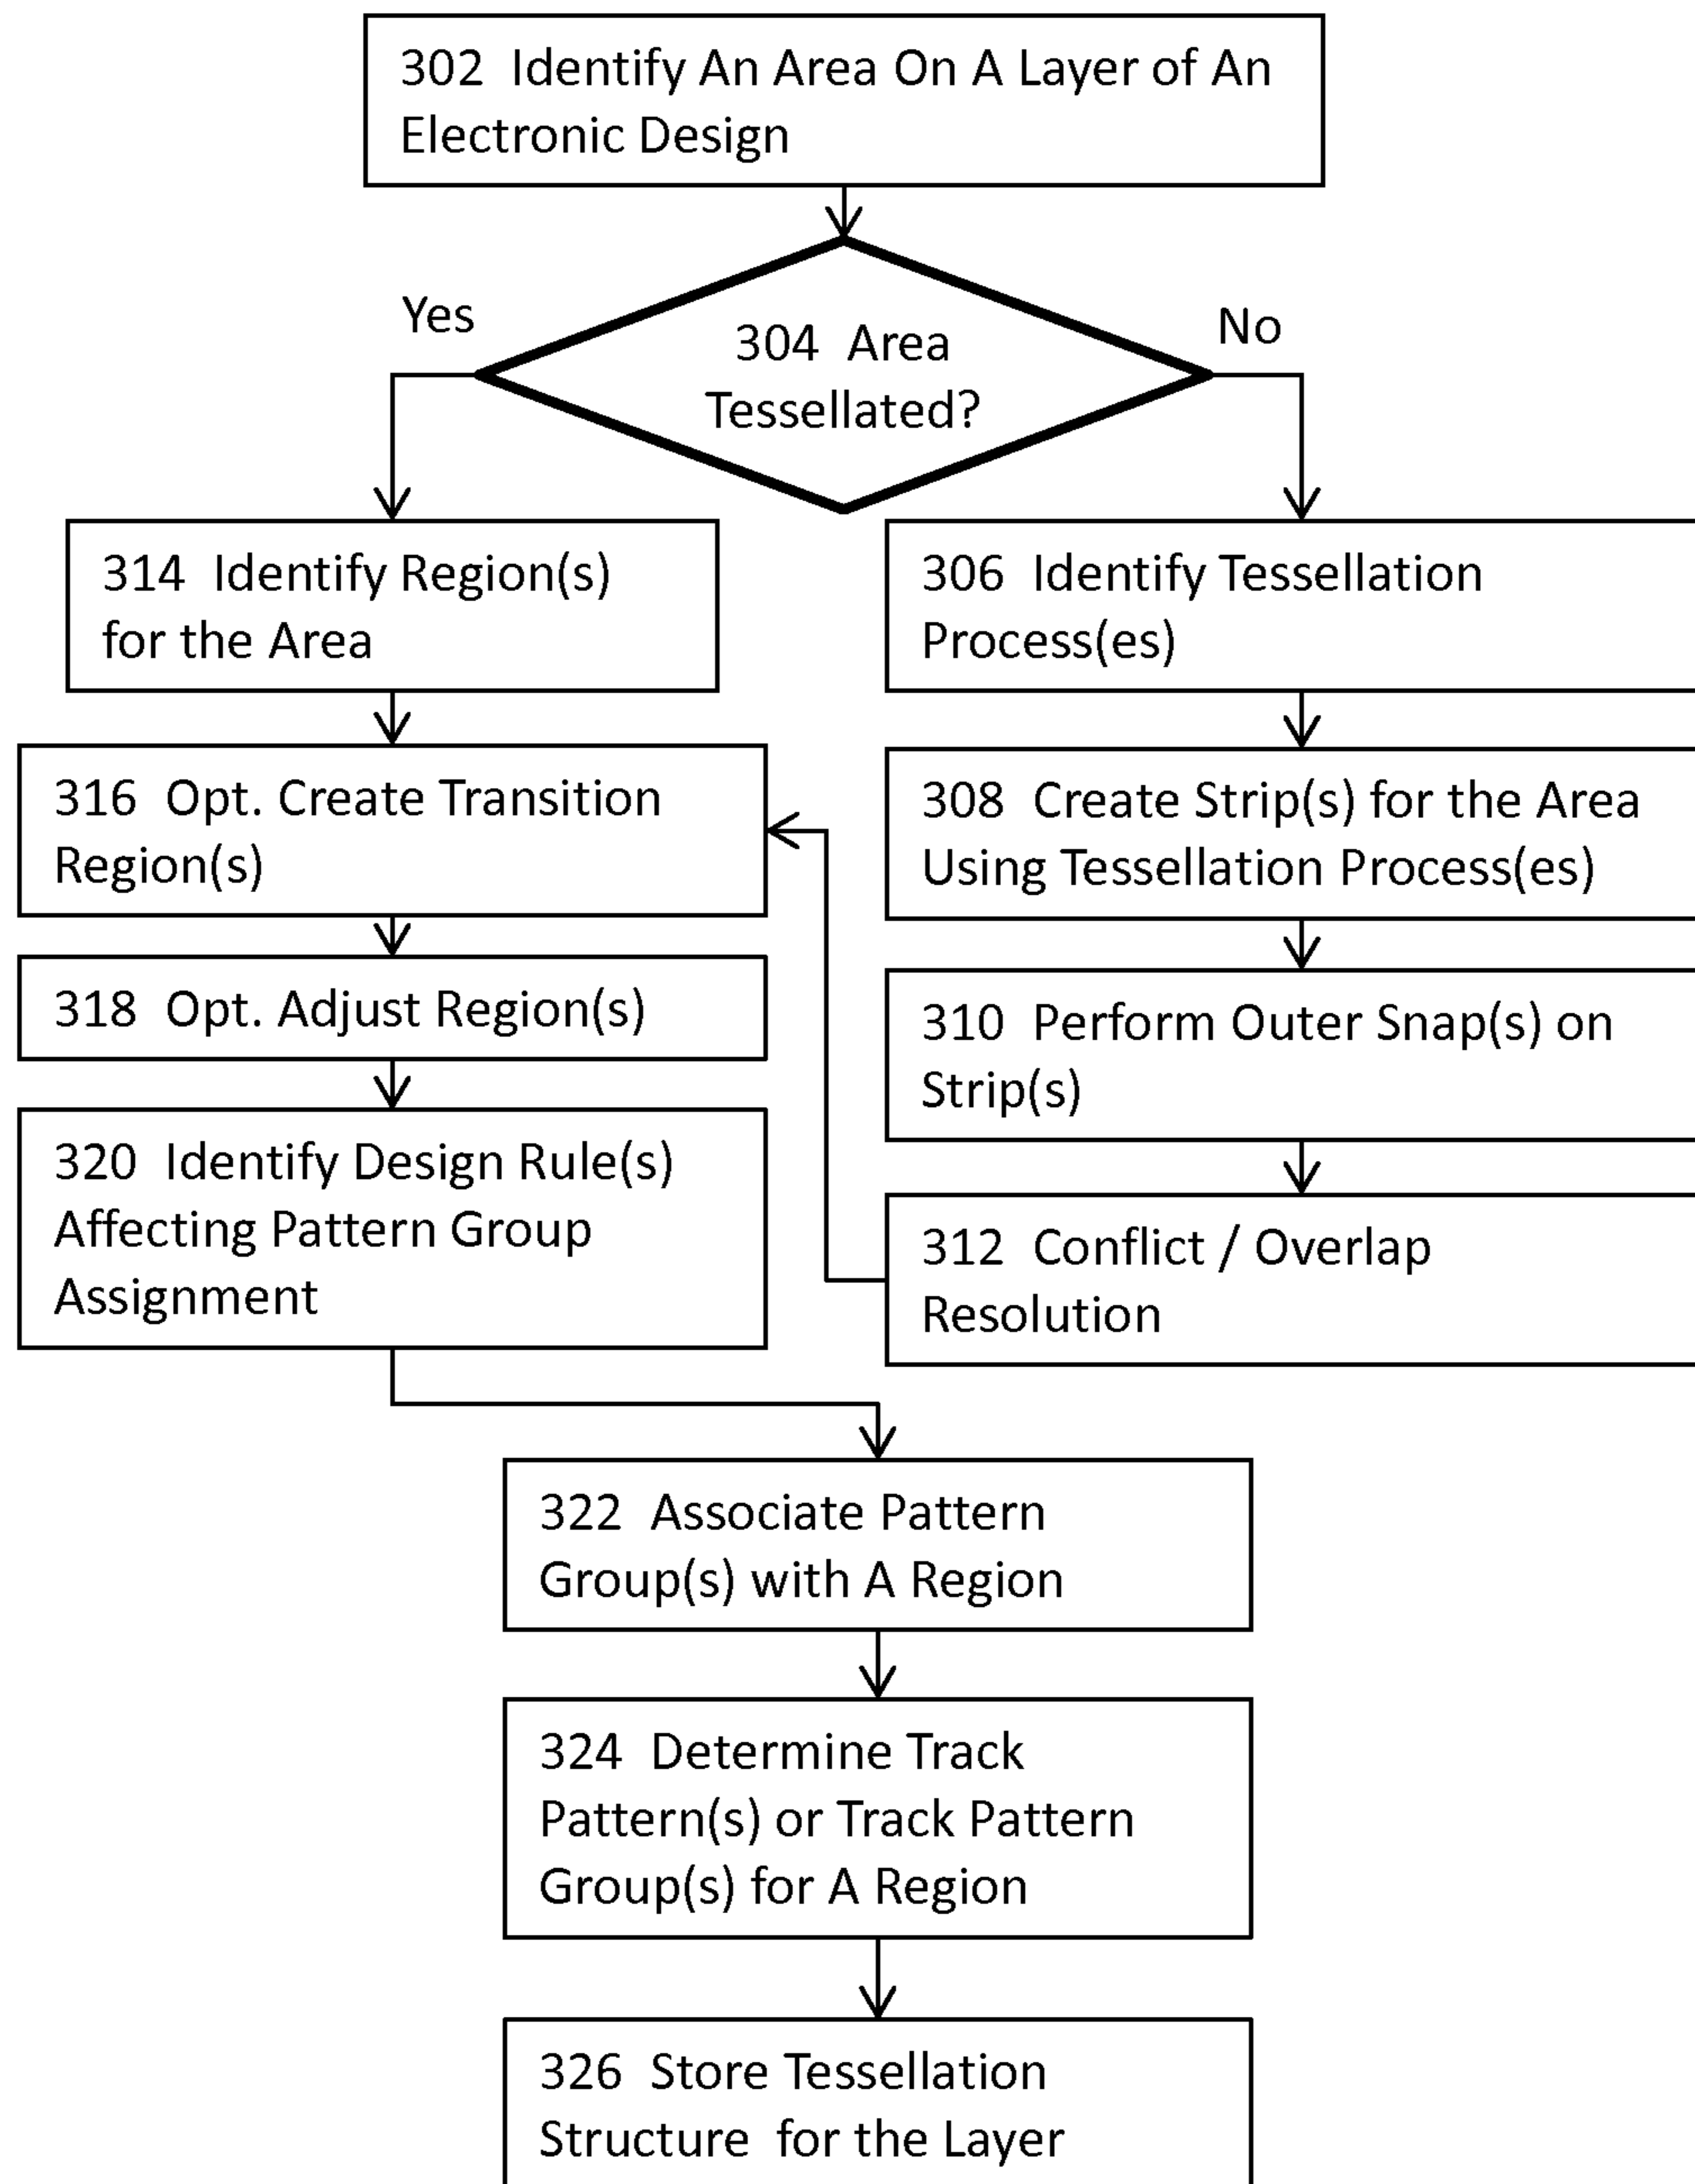 302 Identify An Area On A Layer of An
Electronic Design
Yes
No
304 Area
Tessellated?
314 Identify Region(s)
for the Area
306 Identify Tessellation
Process(es)
316 Opt. Create Transition
Region(s)
308 Create Strip(s) for the Area
Using Tessellation Process(es)
318 Opt. Adjust Region(s)
310 Perform Outer Snap(s) on
Strip(s)
320 Identify Design Rule(s)
Affecting Pattern Group
Assignment
312 Conflict / Overlap
Resolution
322 Associate Pattern
Group(s) with A Region
324 Determine Track
Pattern(s) or Track Pattern
Group(s) for A Region
326 Store Tessellation
Structure for the Layer